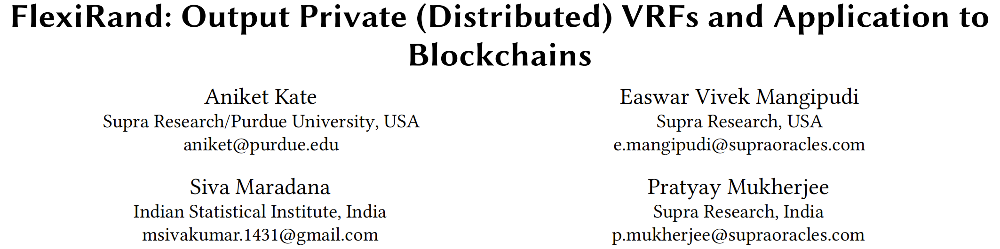 FlexiRand: Output Private (Distributed) VRFs and Application to
Blockchains
Aniket Kate
Supra Research/Purdue University, USA
aniket@purdue.edu
Easwar Vivek Mangipudi
Supra Research, USA
e.mangipudi@supraoracles.com
Siva Maradana
Indian Statistical Institute, India
msivakumar.1431@gmail.com
Pratyay Mukherjee
Supra Research, India
p.mukherjee@supraoracles.com